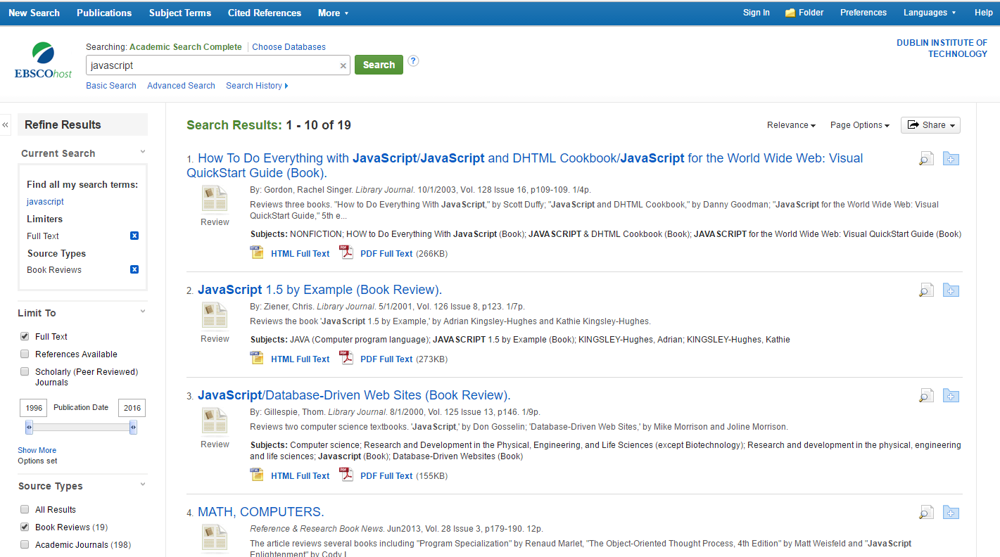 New Search Publications Subject Terms Cited References More
Sign In Folder Preferences Languages Help
EBSCOhost
Searching: Academic Search Complete Choose Databases
javascript
Search
?
Basic Search Advanced Search Search History
DUBLIN INSTITUTE OF
TECHNOLOGY
«
Refine Results
Current Search
Find all my search terms:
javascript
Limiters
Full Text
Source Types
Book Reviews
Limit To
Full Text
References Available
Scholarly (Peer Reviewed)
Journals
1996 Publication Date 2016
Show More
Options set
Source Types
All Results
Book Reviews (19)
Academic Journals (198)
Search Results: 1 - 10 of 19
Relevance Page Options Share
1. How To Do Everything with JavaScript/JavaScript and DHTML Cookbook/JavaScript for the World Wide Web: Visual
QuickStart Guide (Book).
By: Gordon, Rachel Singer. Library Journal. 10/1/2003, Vol. 128 Issue 16, p109-109. 1/4p.
Reviews three books. "How to Do Everything With JavaScript," by Scott Duffy; "JavaScript and DHTML Cookbook," by Danny Goodman; "JavaScript for the World Wide Web: Visual
QuickStart Guide," 5th e...
Review
Subjects: NONFICTION; HOW to Do Everything With JavaScript (Book); JAVASCRIPT & DHTML Cookbook (Book); JAVASCRIPT for the World Wide Web: Visual QuickStart Guide (Book)
HTML Full Text PDF Full Text (266KB)
2. JavaScript 1.5 by Example (Book Review).
By: Ziener, Chris. Library Journal. 5/1/2001, Vol. 126 Issue 8, p123. 1/7p.
Reviews the book 'JavaScript 1.5 by Example,' by Adrian Kingsley-Hughes and Kathie Kingsley-Hughes.
Review
Subjects: JAVA (Computer program language); JAVASCRIPT 1.5 by Example (Book); KINGSLEY-Hughes, Adrian; KINGSLEY-Hughes, Kathie
HTML Full Text PDF Full Text (273KB)
3. JavaScript/Database-Driven Web Sites (Book Review).
By: Gillespie, Thom. Library Journal. 8/1/2000, Vol. 125 Issue 13, p146. 1/9p.
Reviews two computer science textbooks. 'JavaScript,' by Don Gosselin; 'Database-Driven Web Sites,' by Mike Morrison and Joline Morrison.
Review
Subjects: Computer science; Research and Development in the Physical, Engineering, and Life Sciences (except Biotechnology); Research and development in the physical, engineering
and life sciences; Javascript (Book); Database-Driven Websites (Book)
HTML Full Text PDF Full Text (155KB)
4. MATH, COMPUTERS.
Reference & Research Book News. Jun2013, Vol. 28 Issue 3, p179-190. 12p.
The article reviews several books including "Program Specialization" by Renaud Marlet, "The Object-Oriented Thought Process, 4th Edition" by Matt Weisfeld and "JavaScript
Enlightenment" by Cody L